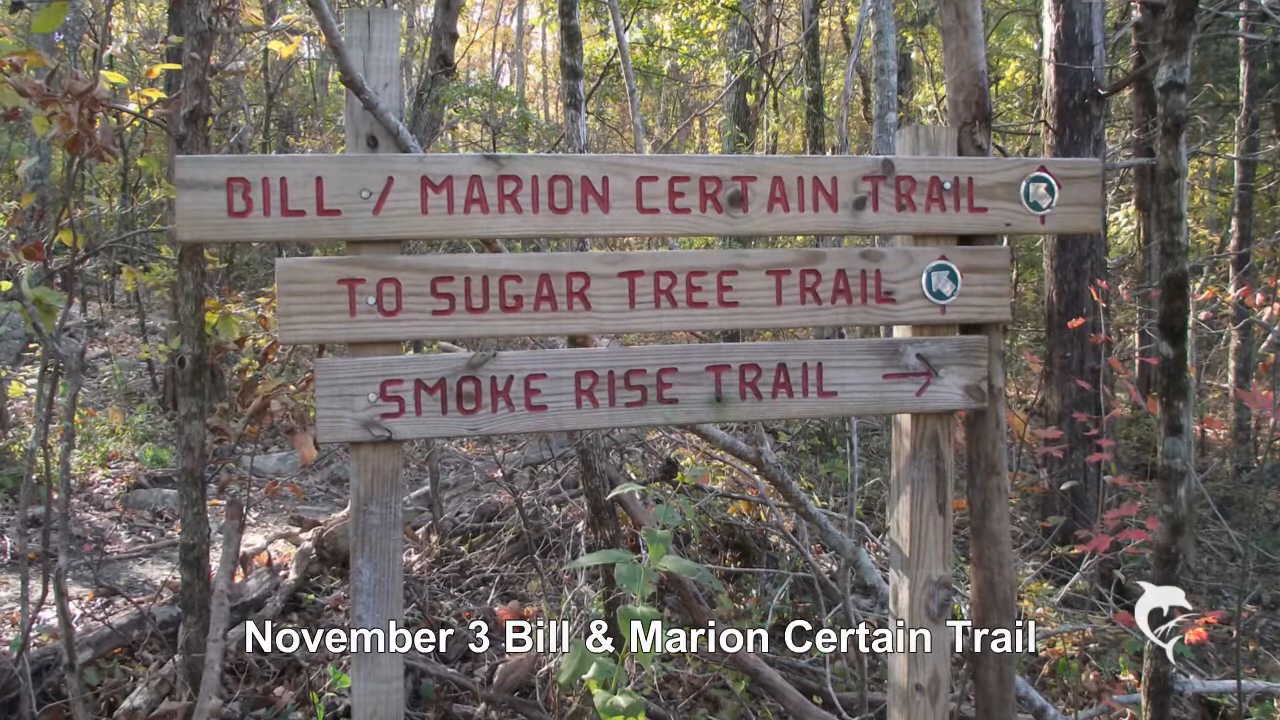 BILL / MARION CERTAIN TRAIL
TO SUGAR TREE TRAIL
SMOKE RISE TRAIL →
November 3 Bill & Marion Certain Trail